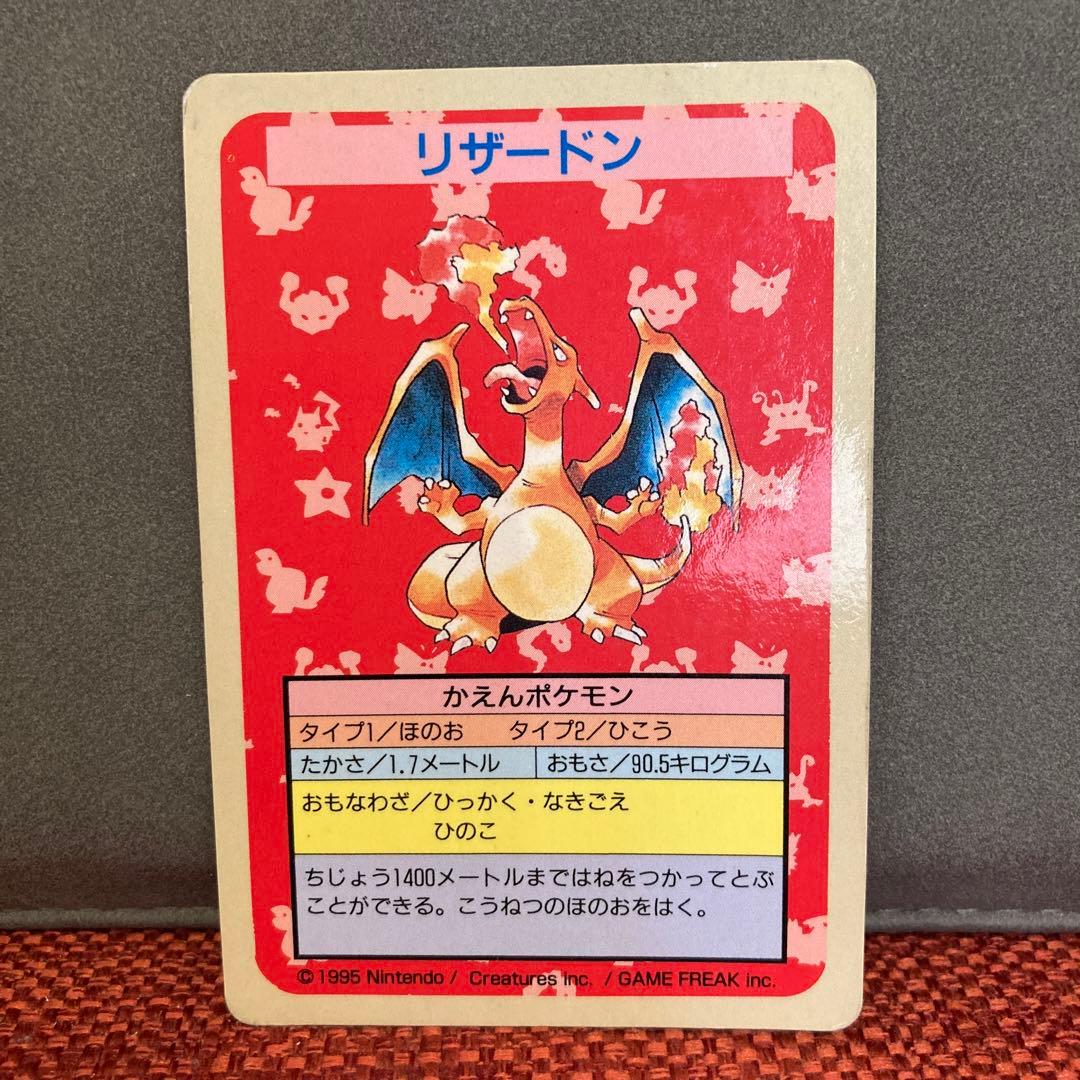 リザードン
かえんポケモン
タイプ1／ほのお　タイプ2／ひこう
たかさ／1.7メートル　おもさ／90.5キログラム
おもなわざ／ひっかく・なきごえ
ひのこ
ちじょう1400メートルまではねをつかってとぶ
ことができる。こうねつのほのおをはく。
©1995 Nintendo / Creatures inc. / GAME FREAK inc.